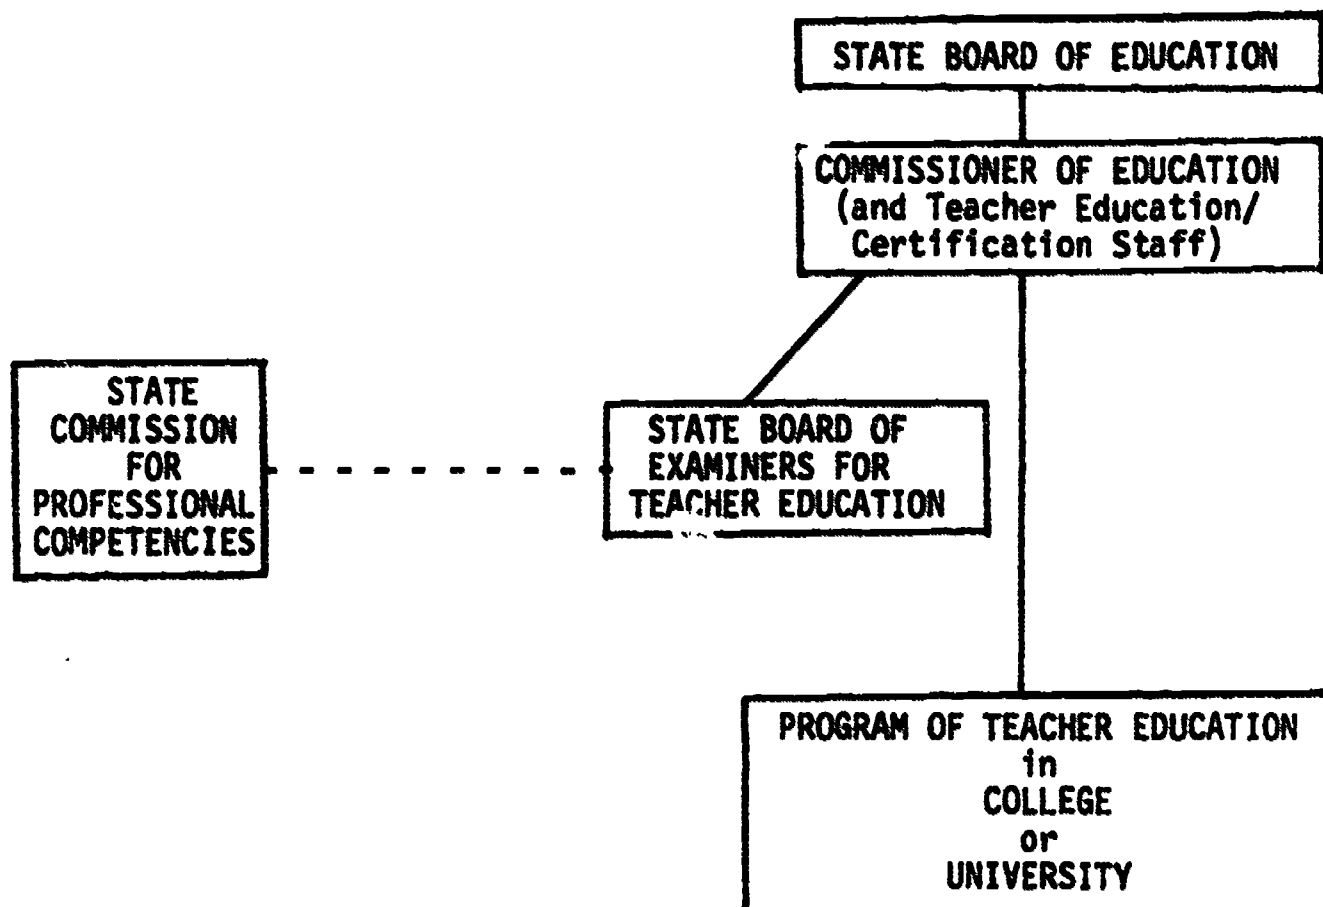 STATE BOARD OF EDUCATION
COMMISSIONER OF EDUCATION
(and Teacher Education/
Certification Staff)
STATE
COMMISSION
FOR
PROFESSIONAL
COMPETENCIES
STATE BOARD OF
EXAMINERS FOR
TEACHER EDUCATION
PROGRAM OF TEACHER EDUCATION
in
COLLEGE
or
UNIVERSITY